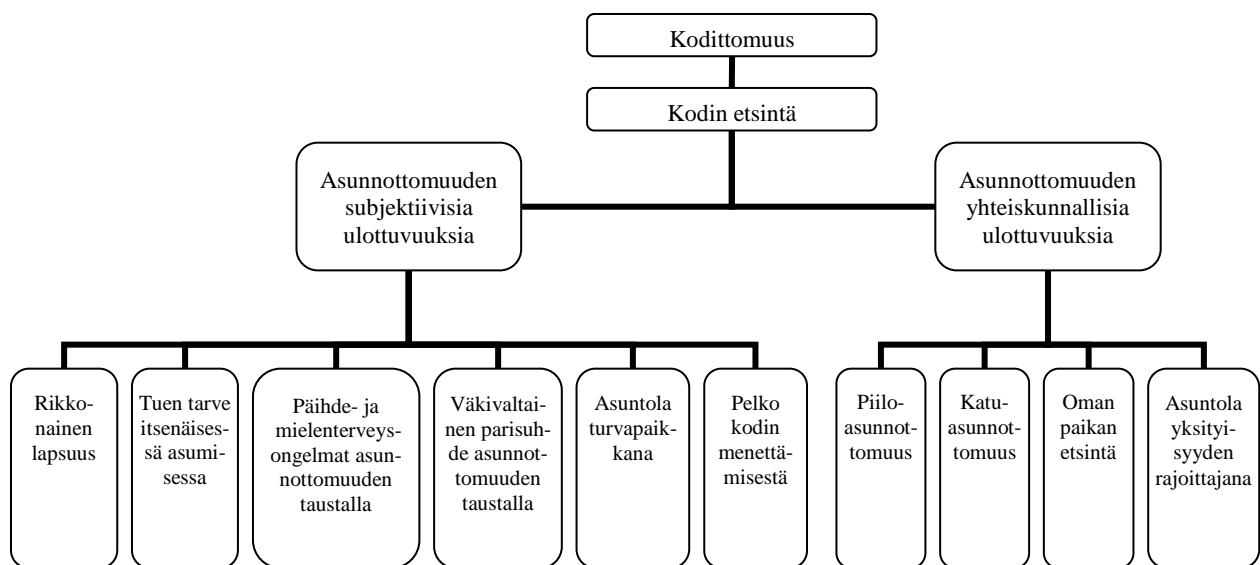 Kodittomuus
Kodin etsintä
Asunnottomuuden
subjektiivisia
ulottuvuuksia
Asunnottomuuden
yhteiskunnallisia
ulottuvuuksia
Rikko-
nainen
lapsuus
Tuen tarve
itsenäises-
sä asumi-
sessa
Päihde- ja
mielenterveys-
ongelmat asun-
nottomuuden
taustalla
Väkivaltai-
nen parisuh-
de asunnot-
tomuuden
taustalla
Asuntola
turvapaik-
kana
Pelko
kodin
menettä-
misestä
Piilo-
asunnot-
tomuus
Katu-
asunnot-
tomuus
Oman
paikan
etsintä
Asuntola
yksityi-
syyden
rajoittajana